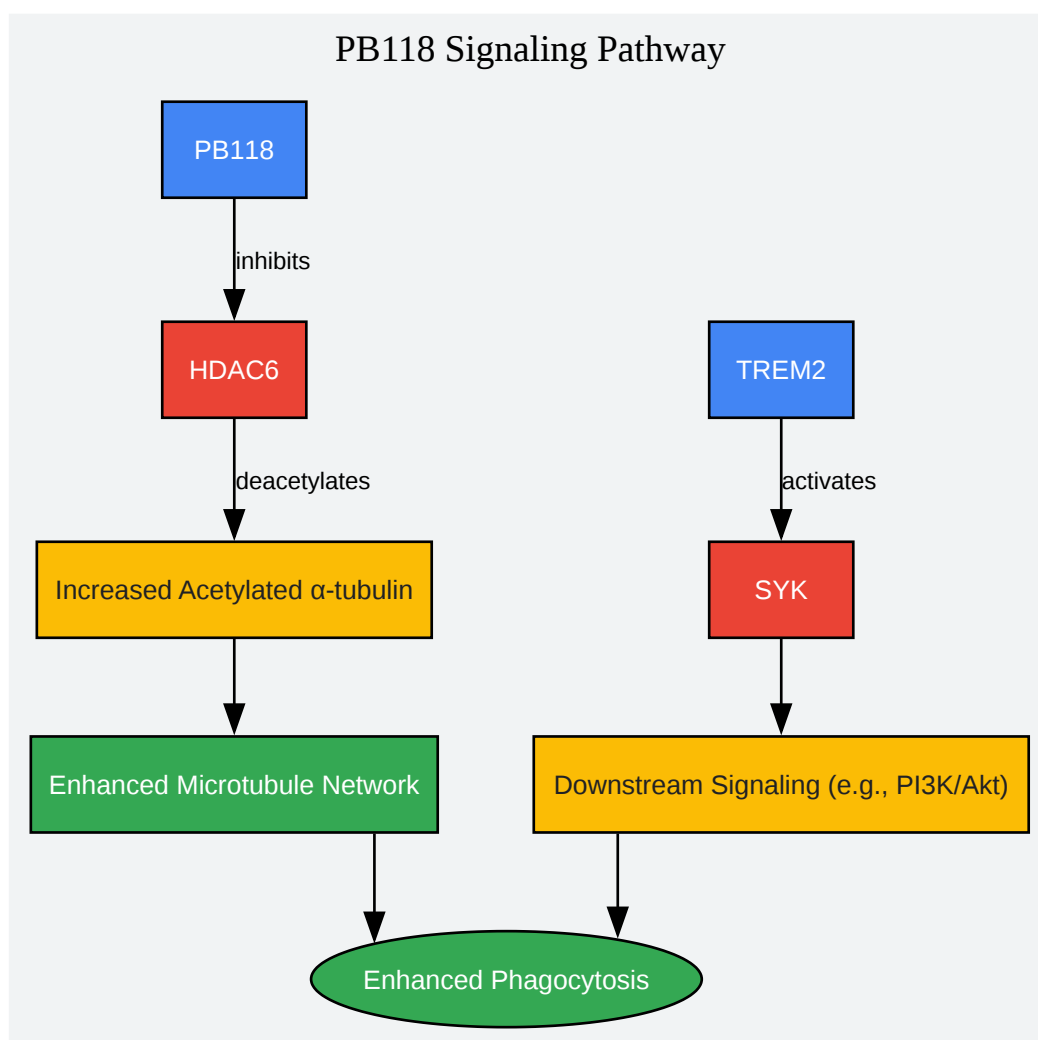 PB118 Signaling Pathway
PB118
inhibits
HDAC6
TREM2
deacetylates
activates
Increased Acetylated α-tubulin
SYK
Enhanced Microtubule Network
Downstream Signaling (e.g., PI3K/Akt)
Enhanced Phagocytosis